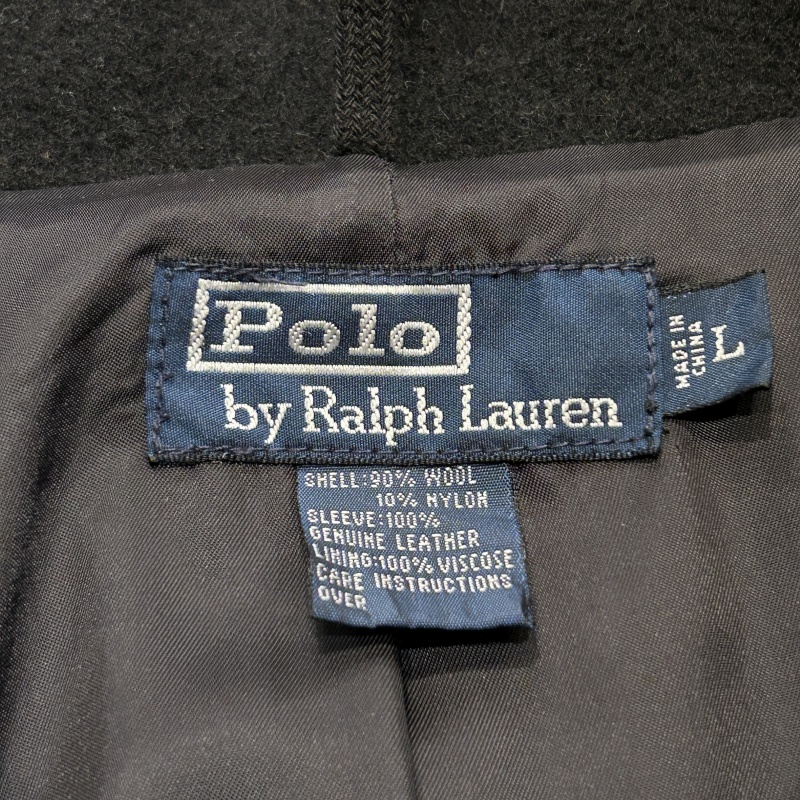 Polo
by Ralph Lauren
MADE IN
CHINA
L
SHELL:90% WOOL
10% NYLON
SLEEVE:100%
GENUINE LEATHER
LINING:100% VISCOSE
CARE INSTRUCTIONS
OVER